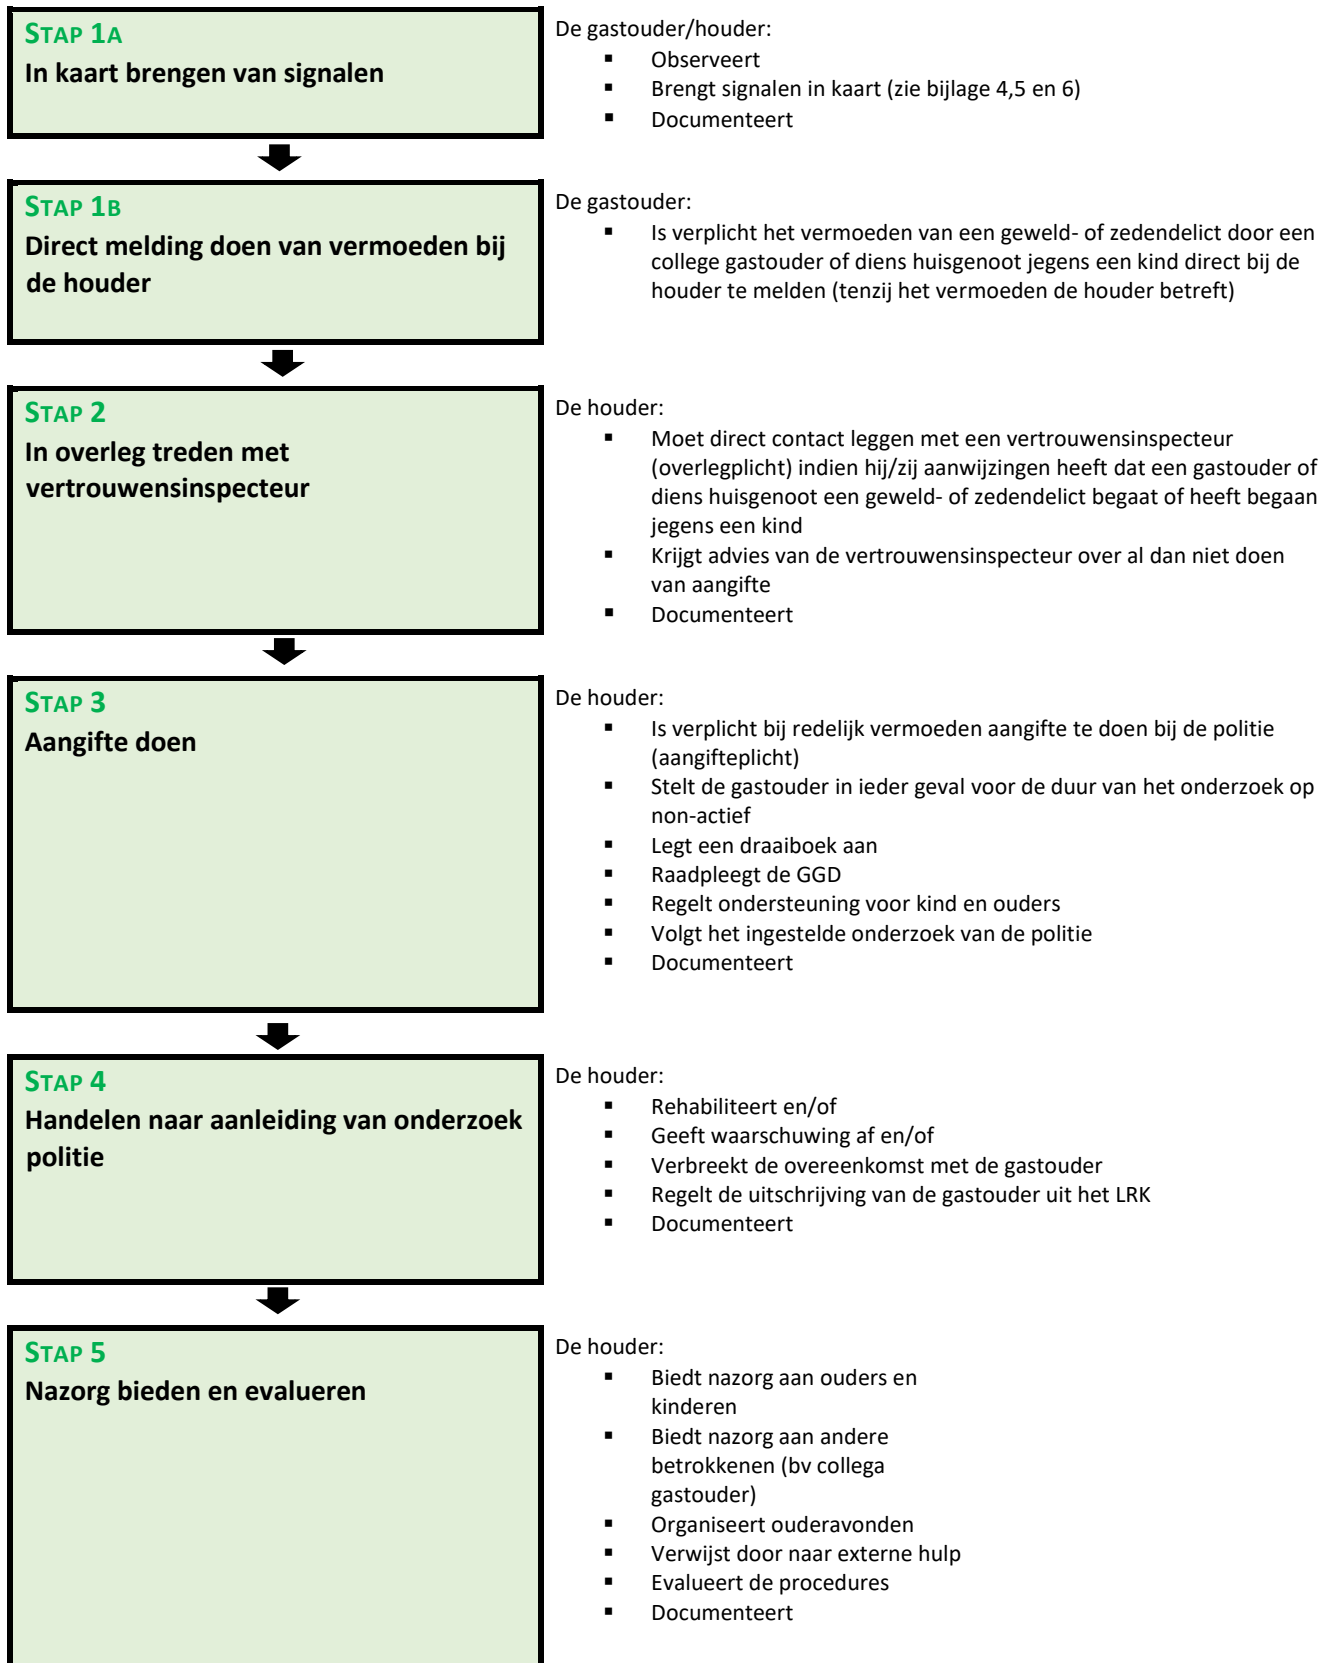 STAP 1A
In kaart brengen van signalen
De gastouder/houder:
▪ Observeert
▪ Brengt signalen in kaart (zie bijlage 4,5 en 6)
▪ Documenteert
STAP 1B
Direct melding doen van vermoeden bij
de houder
De gastouder:
▪ Is verplicht het vermoeden van een geweld- of zedendelict door een
college gastouder of diens huisgenoot jegens een kind direct bij de
houder te melden (tenzij het vermoeden de houder betreft)
STAP 2
In overleg treden met
vertrouwensinspecteur
De houder:
▪ Moet direct contact leggen met een vertrouwensinspecteur
(overlegplicht) indien hij/zij aanwijzingen heeft dat een gastouder of
diens huisgenoot een geweld- of zedendelict begaat of heeft begaan
jegens een kind
▪ Krijgt advies van de vertrouwensinspecteur over al dan niet doen
van aangifte
▪ Documenteert
STAP 3
Aangifte doen
De houder:
▪ Is verplicht bij redelijk vermoeden aangifte te doen bij de politie
(aangifteplicht)
▪ Stelt de gastouder in ieder geval voor de duur van het onderzoek op
non-actief
▪ Legt een draaiboek aan
▪ Raadpleegt de GGD
▪ Regelt ondersteuning voor kind en ouders
▪ Volgt het ingestelde onderzoek van de politie
▪ Documenteert
STAP 4
Handelen naar aanleiding van onderzoek
politie
De houder:
▪ Rehabiliteert en/of
▪ Geeft waarschuwing af en/of
▪ Verbreekt de overeenkomst met de gastouder
▪ Regelt de uitschrijving van de gastouder uit het LRK
▪ Documenteert
STAP 5
Nazorg bieden en evalueren
De houder:
▪ Biedt nazorg aan ouders en
kinderen
▪ Biedt nazorg aan andere
betrokkenen (bv collega
gastouder)
▪ Organiseert ouderavonden
▪ Verwijst door naar externe hulp
▪ Evalueert de procedures
▪ Documenteert